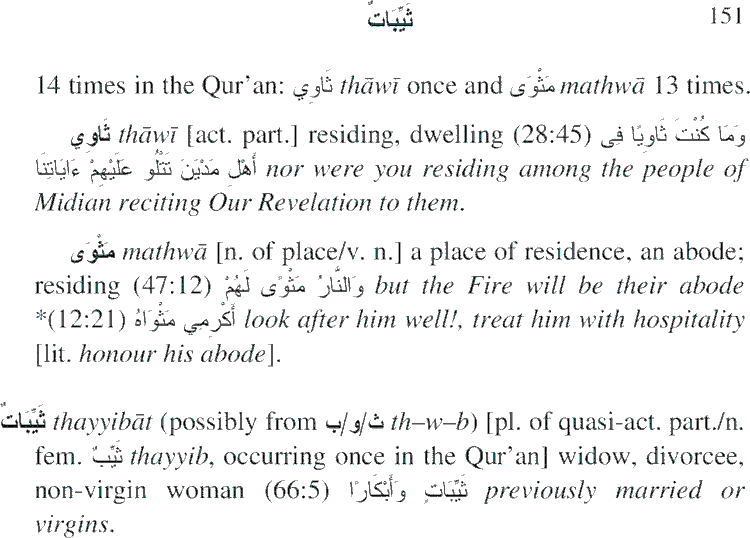 ثَيِّبَاتٌ 151
14 times in the Qur’an: ثَاوِي thāwī once and مَثْوَى mathwā 13 times.
ثَاوِي thāwī [act. part.] residing, dwelling (28:45) وَمَا كُنْتَ ثَاوِيًا فِى
أَهْلِ مَدْيَنَ تَتْلُو عَلَيْهِمْ ءَايَاتِنَا nor were you residing among the people of
Midian reciting Our Revelation to them.
مَثْوَى mathwā [n. of place/v. n.] a place of residence, an abode;
residing (47:12) وَالنَّارُ مَثْوًى لَهُمْ but the Fire will be their abode
*(12:21) أَكْرِمِي مَثْوَاهُ look after him well!, treat him with hospitality
[lit. honour his abode].
ثَيِّبَاتٌ thayyibāt (possibly from ث/و/ب th–w–b) [pl. of quasi-act. part./n.
fem. ثَيِّبٌ thayyib, occurring once in the Qur’an] widow, divorcee,
non-virgin woman (66:5) ثَيِّبَاتٍ وَأَبْكَارًا previously married or
virgins.